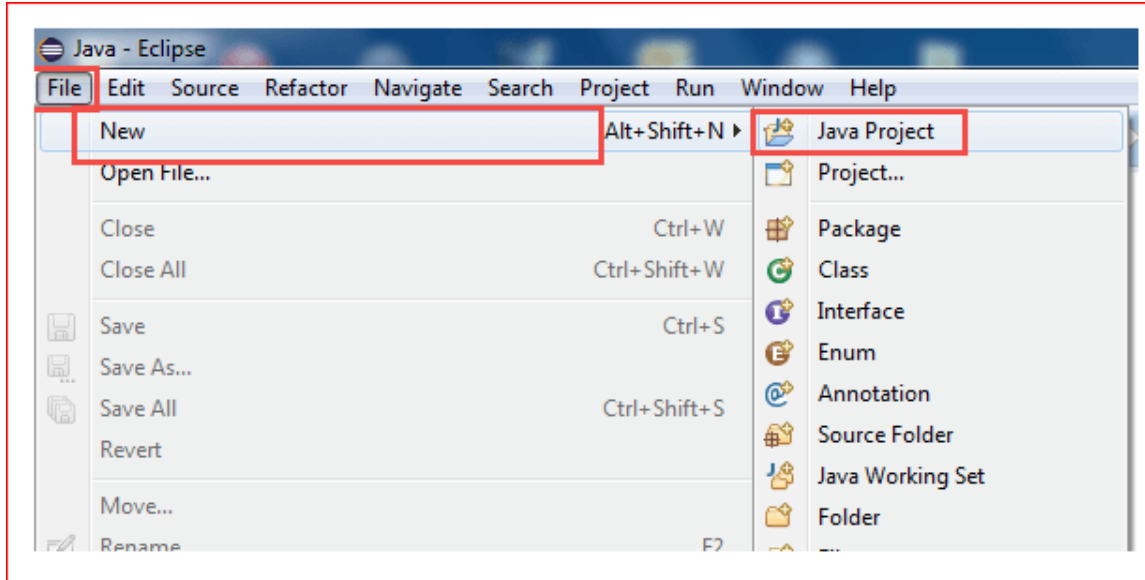 Java - Eclipse
File Edit Source Refactor Navigate Search Project Run Window Help
New Alt+Shift+N
Open File...
Close Ctrl+W
Close All Ctrl+Shift+W
Save Ctrl+S
Save As...
Save All Ctrl+Shift+S
Revert
Move...
Rename F2
Java Project
Project...
Package
Class
Interface
Enum
Annotation
Source Folder
Java Working Set
Folder